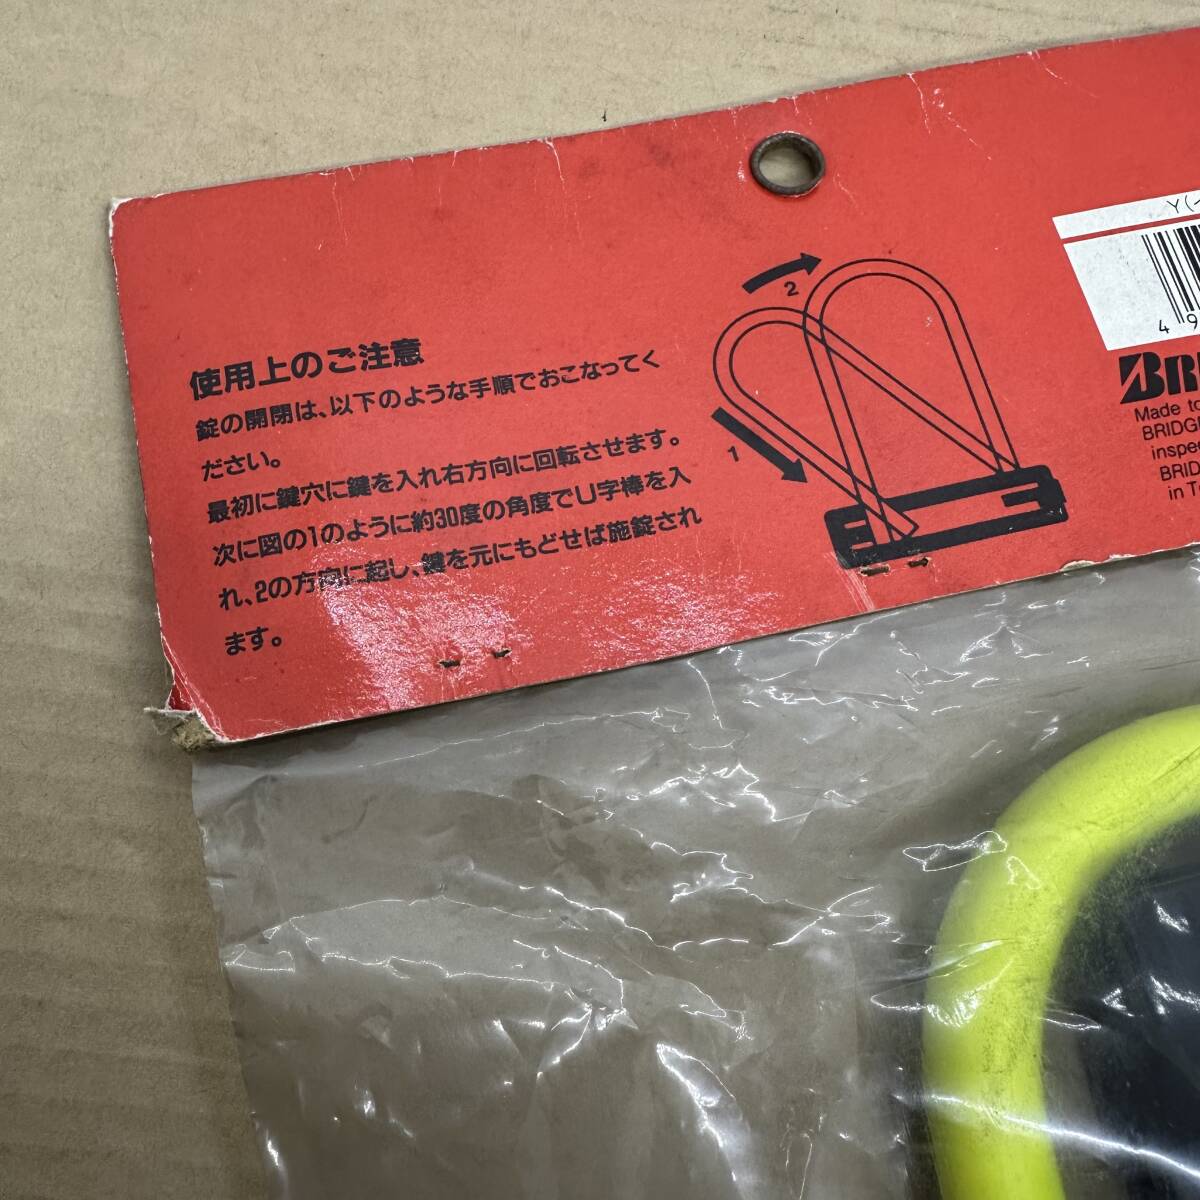 使用上のご注意
錠の開閉は、以下のような手順でおこなってく
ださい。
最初に鍵穴に鍵を入れ右方向に回転させます。
次に図の1のように約30度の角度でU字棒を入
れ、2の方向に起し、鍵を元にもどせば施錠され
ます。
2
1
Y(
4 9
Made to
in